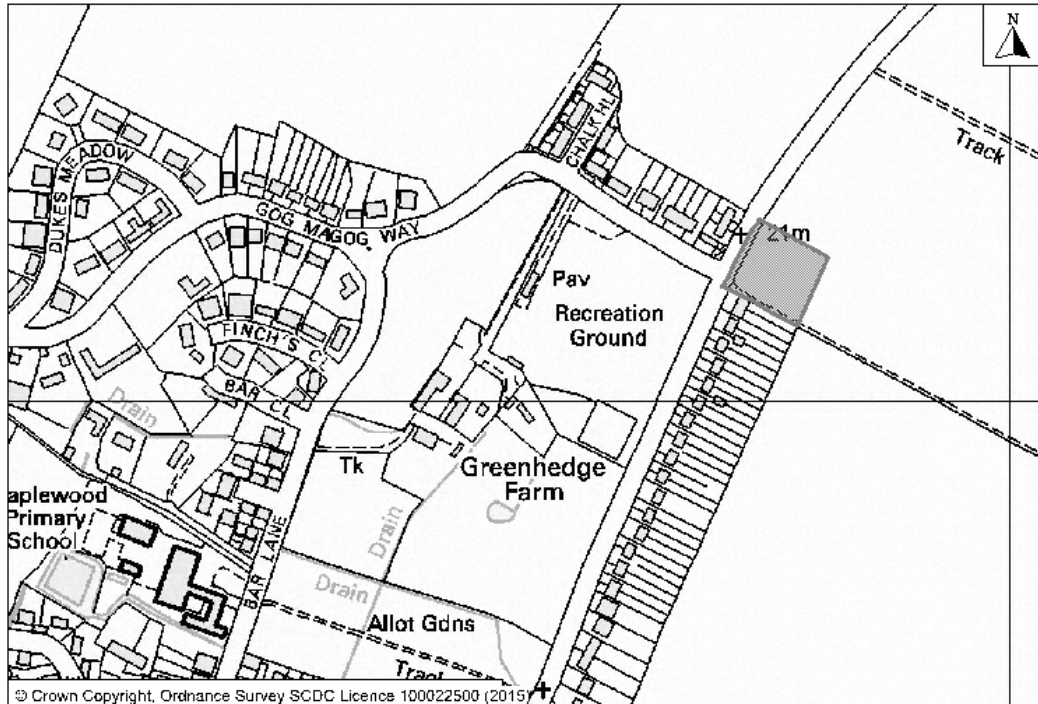 N
CHALK HL
Track
DUKES MEADOW
GOG MAGOG WAY
21m
Pav
Recreation
Ground
FINCH'S CL
BAR CL
Drain
Tk
Greenhedge
Farm
aplewood
Primary
School
Drain
BAR LANE
Drain
Allot Gdns
Track
© Crown Copyright, Ordnance Survey SCDC Licence 100022500 (2015)